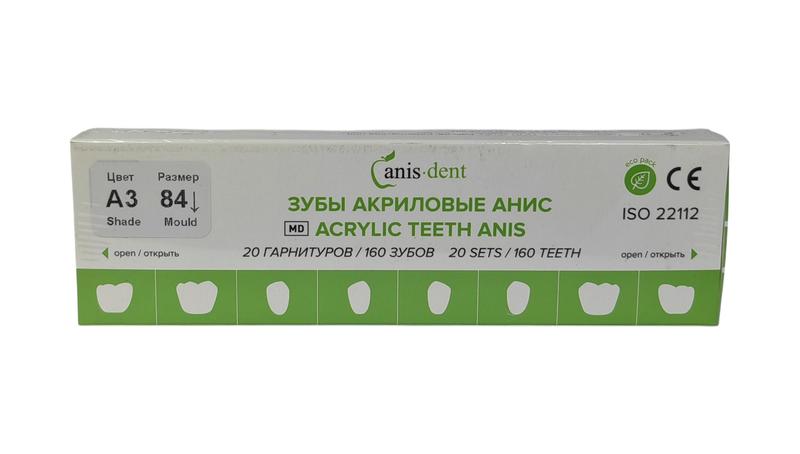 anis·dent
eco pack
Цвет Размер
A3 84↓
Shade Mould
CE
ЗУБЫ АКРИЛОВЫЕ АНИС
ISO 22112
MD ACRYLIC TEETH ANIS
20 ГАРНИТУРОВ / 160 ЗУБОВ 20 SETS / 160 TEETH
open / открыть
open / открыть